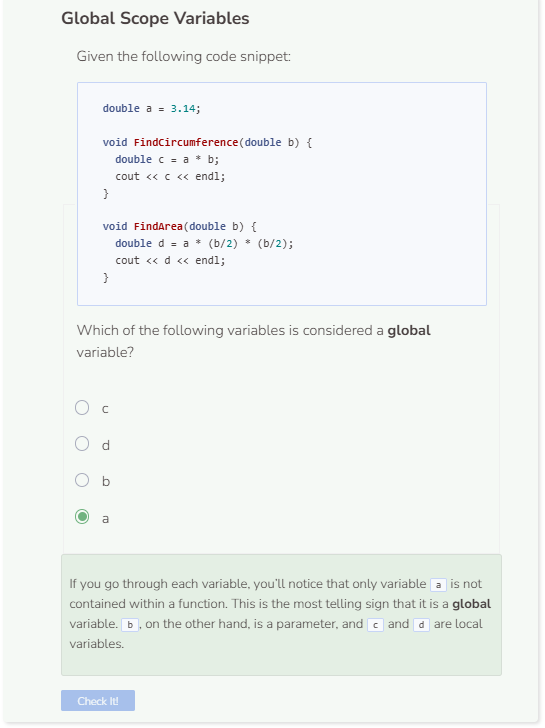 Global Scope Variables
Given the following code snippet:
double a = 3.14;
void FindCircumference(double b) {
double c = a * b;
cout << c << endl;
}
void FindArea(double b) {
double d = a * (b/2) * (b/2);
cout << d << endl;
}
Which of the following variables is considered a global
variable?
c
d
b
a
If you go through each variable, you'll notice that only variable a is not
contained within a function. This is the most telling sign that it is a global
variable. b, on the other hand, is a parameter, and c and d are local
variables.
Check It!